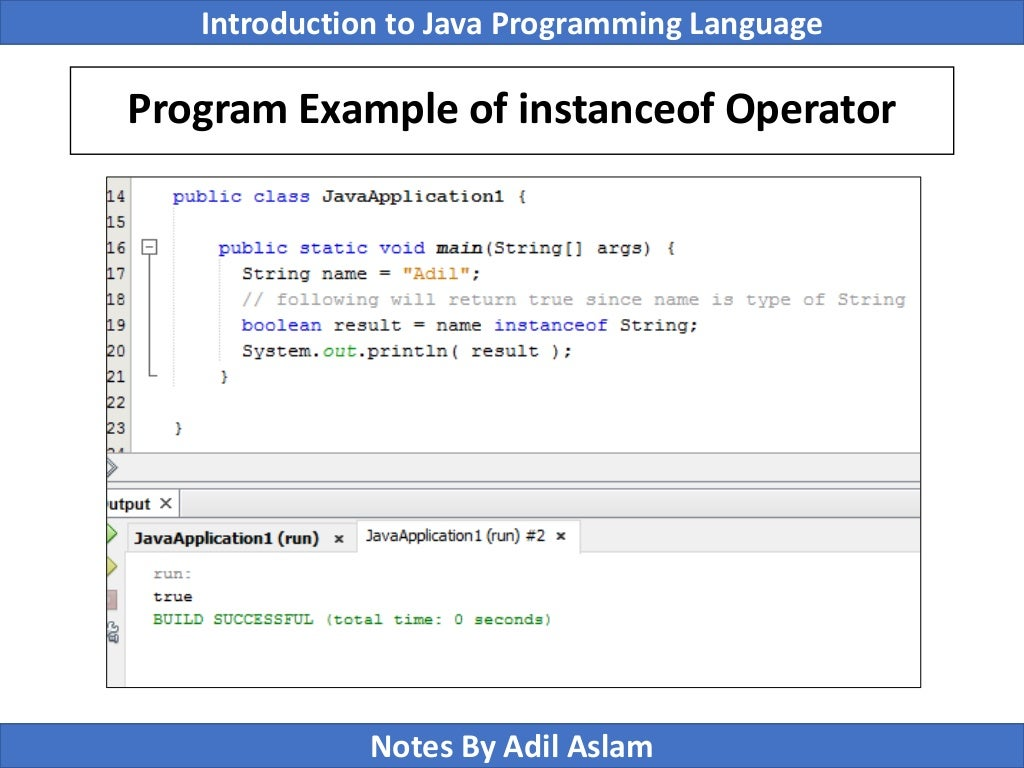 Introduction to Java Programming Language
Program Example of instanceof Operator
14 public class JavaApplication1 {
15
16 public static void main(String[] args) {
17 String name = "Adil";
18 // following will return true since name is type of String
19 boolean result = name instanceof String;
20 System.out.println( result );
21 }
22
23 }
utput ×
JavaApplication1 (run) × JavaApplication1 (run) #2 ×
run:
true
BUILD SUCCESSFUL (total time: 0 seconds)
Notes By Adil Aslam